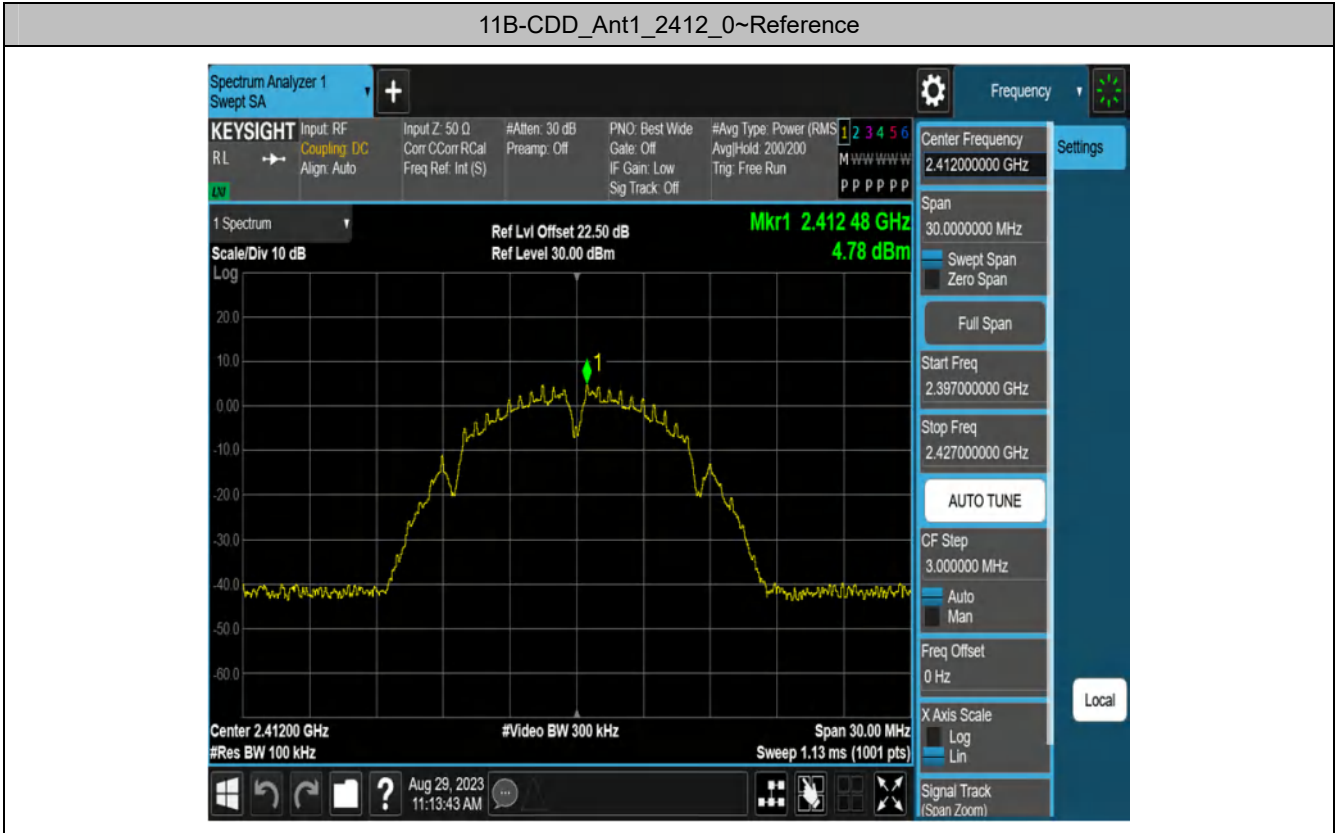 11B-CDD_Ant1_2412_0~Reference
Spectrum Analyzer 1
Swept SA
+
Frequency
KEYSIGHT
RL
LNI
Input: RF
Coupling: DC
Align: Auto
Input Z: 50 Ω
Corr CCorr RCal
Freq Ref: Int (S)
#Atten: 30 dB
Preamp: Off
PNO: Best Wide
Gate: Off
IF Gain: Low
Sig Track: Off
#Avg Type: Power (RMS
Avg|Hold: 200/200
Trig: Free Run
1 2 3 4 5 6
M W W W W W
P P P P P P
1 Spectrum
Scale/Div 10 dB
Log
Ref Lvl Offset 22.50 dB
Ref Level 30.00 dBm
Mkr1 2.412 48 GHz
4.78 dBm
20.0
10.0
0.00
-10.0
-20.0
-30.0
-40.0
-50.0
-60.0
1
Center 2.41200 GHz
#Res BW 100 kHz
#Video BW 300 kHz
Span 30.00 MHz
Sweep 1.13 ms (1001 pts)
Settings
Center Frequency
2.412000000 GHz
Span
30.0000000 MHz
Swept Span
Zero Span
Full Span
Start Freq
2.397000000 GHz
Stop Freq
2.427000000 GHz
AUTO TUNE
CF Step
3.000000 MHz
Auto
Man
Freq Offset
0 Hz
X Axis Scale
Log
Lin
Signal Track
(Span Zoom)
Local
?
Aug 29, 2023
11:13:43 AM